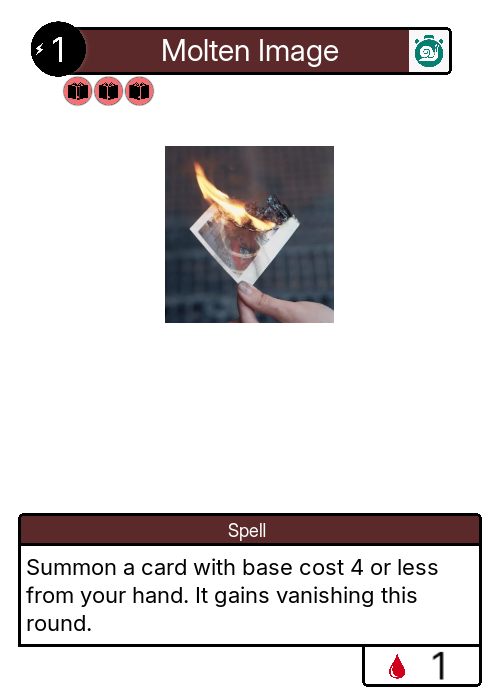 1
Molten Image
Spell
Summon a card with base cost 4 or less
from your hand. It gains vanishing this
round.
1